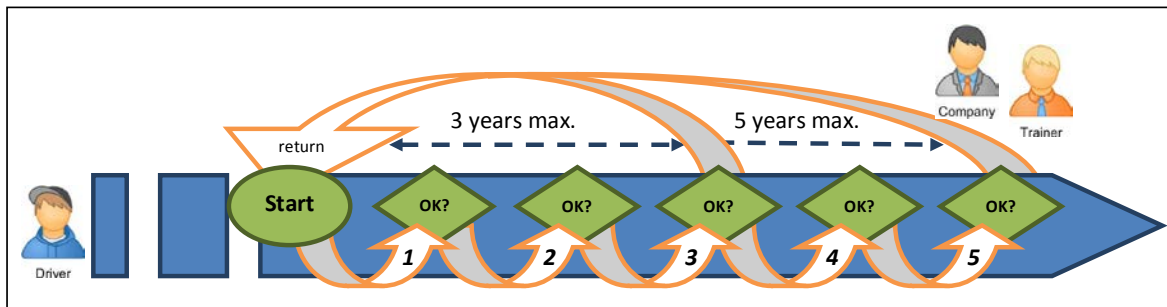 Company
Trainer
3 years max.
5 years max.
return
Driver
Start
OK?
OK?
OK?
OK?
OK?
1
2
3
4
5